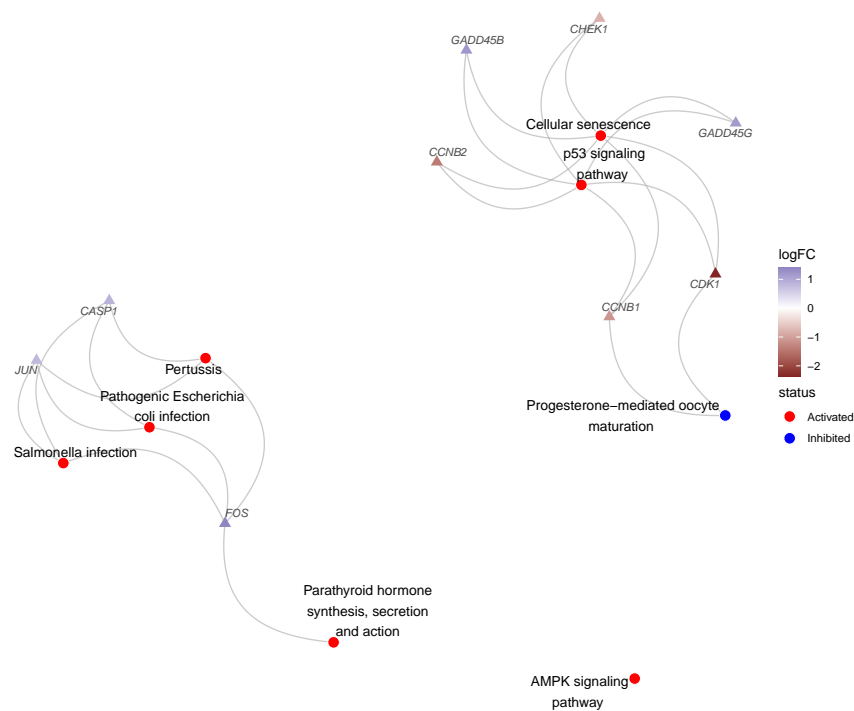 CHEK1
GADD45B
Cellular senescence
GADD45G
CCNB2
p53 signaling
pathway
logFC
1
0
−1
−2
CDK1
CCNB1
CASP1
JUN
Pertussis
Pathogenic Escherichia
coli infection
status
Activated
Inhibited
Progesterone−mediated oocyte
maturation
Salmonella infection
FOS
Parathyroid hormone
synthesis, secretion
and action
AMPK signaling
pathway